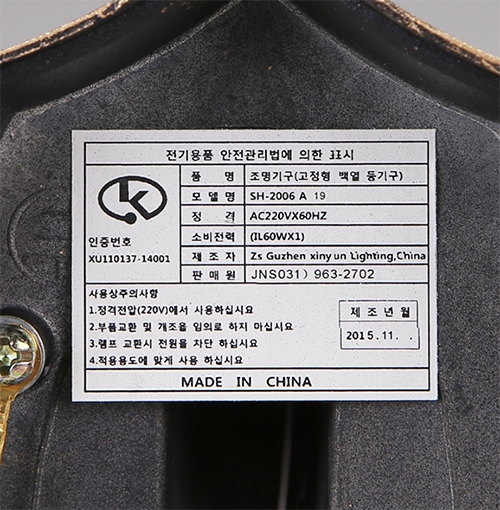 전기용품 안전관리법에 의한 표시
품 명 조명기구(고정형 백열 등기구)
모 델 명 SH-2006 A 19
정 격 AC220VX60HZ
인증번호 소비전력 (IL60WX1)
XU110137-14001 제 조 자 Zs Guzhen xinyun Lighting,China
판 매 원 JNS031) 963-2702
사용상주의사항
1.정격전압(220V)에서 사용하십시요
2.부품교환 및 개조을 임의로 하지 마십시요
3.램프 교환시 전원을 차단 하십시요
4.적용용도에 맞게 사용 하십시요
제 조 년 월
2015.11. .
MADE IN CHINA